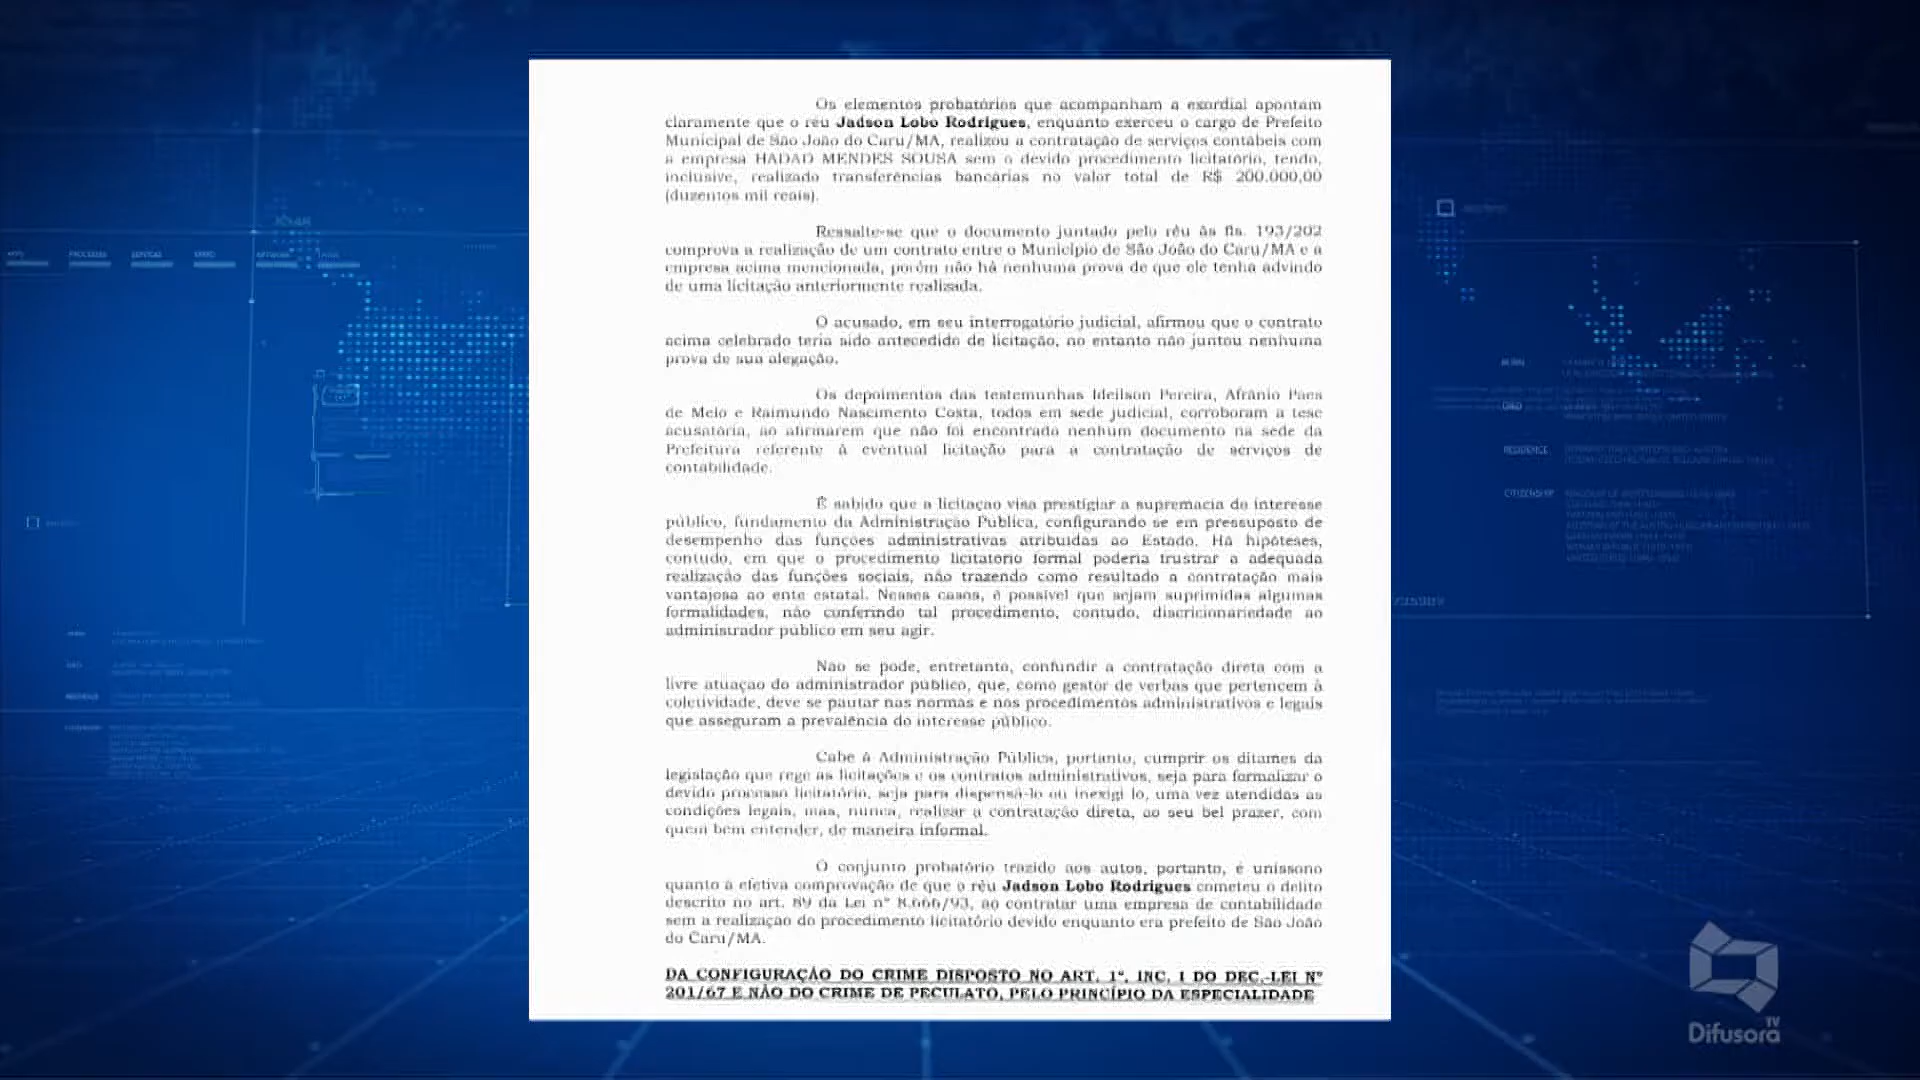 Os elementos probatórios que acompanham a exordial apontam
claramente que o réu Jadson Lobo Rodrigues, enquanto exerceu o cargo de Prefeito
Municipal de São João do Caru/MA, realizou a contratação de serviços contábeis com
a empresa HADAD MENDES SOUSA sem o devido procedimento licitatório, tendo,
inclusive, realizado transferências bancárias no valor total de R$ 200.000,00
(duzentos mil reais).
Ressalte-se que o documento juntado pelo réu às fls. 193/202
comprova a realização de um contrato entre o Município de São João do Caru/MA e a
empresa acima mencionada, porém não há nenhuma prova de que ele tenha advindo
de uma licitação anteriormente realizada.
O acusado, em seu interrogatório judicial, afirmou que o contrato
acima celebrado teria sido antecedido de licitação, no entanto não juntou nenhuma
prova de sua alegação.
Os depoimentos das testemunhas Ideilson Pereira, Afrânio Paes
de Melo e Raimundo Nascimento Costa, todos em sede judicial, corroboram a tese
acusatória, ao afirmarem que não foi encontrado nenhum documento na sede da
Prefeitura referente à eventual licitação para a contratação de serviços de
contabilidade.
É sabido que a licitação visa prestigiar a supremacia do interesse
público, fundamento da Administração Pública, configurando se em pressuposto de
desempenho das funções administrativas atribuídas ao Estado. Há hipóteses,
contudo, em que o procedimento licitatório formal poderia frustrar a adequada
realização das funções sociais, não trazendo como resultado a contratação mais
vantajosa ao ente estatal. Nesses casos, é possível que sejam suprimidas algumas
formalidades, não conferindo tal procedimento, contudo, discricionariedade ao
administrador público em seu agir.
Não se pode, entretanto, confundir a contratação direta com a
livre atuação do administrador público, que, como gestor de verbas que pertencem à
coletividade, deve se pautar nas normas e nos procedimentos administrativos e legais
que asseguram a prevalência do interesse público.
Cabe à Administração Pública, portanto, cumprir os ditames da
legislação que rege as licitações e os contratos administrativos, seja para formalizar o
devido processo licitatório, seja para dispensá-lo ou inexigi lo, uma vez atendidas as
condições legais, mas, nunca, realizar a contratação direta, ao seu bel prazer, com
quem bem entender, de maneira informal.
O conjunto probatório trazido aos autos, portanto, é uníssono
quanto à efetiva comprovação de que o réu Jadson Lobo Rodrigues cometeu o delito
descrito no art. 89 da Lei nº 8.666/93, ao contratar uma empresa de contabilidade
sem a realização do procedimento licitatório devido enquanto era prefeito de São João
do Caru/MA.
DA CONFIGURAÇÃO DO CRIME DISPOSTO NO ART. 1º, INC. I DO DEC.-LEI Nº
201/67 E NÃO DO CRIME DE PECULATO, PELO PRINCÍPIO DA ESPECIALIDADE
RESIDENCE
CITIZENSHIP
TV
Difusora